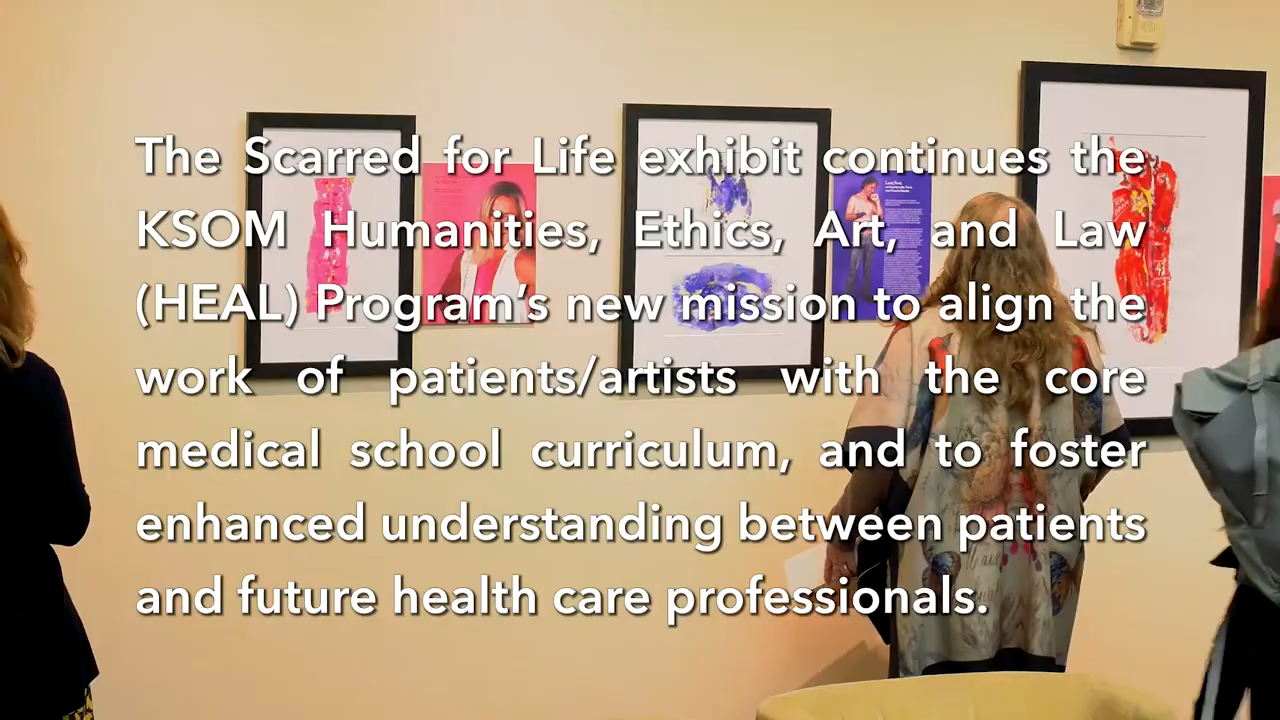 The Scarred for Life exhibit continues the
KSOM Humanities, Ethics, Art, and Law
(HEAL) Program's new mission to align the
work of patients/artists with the core
medical school curriculum, and to foster
enhanced understanding between patients
and future health care professionals.